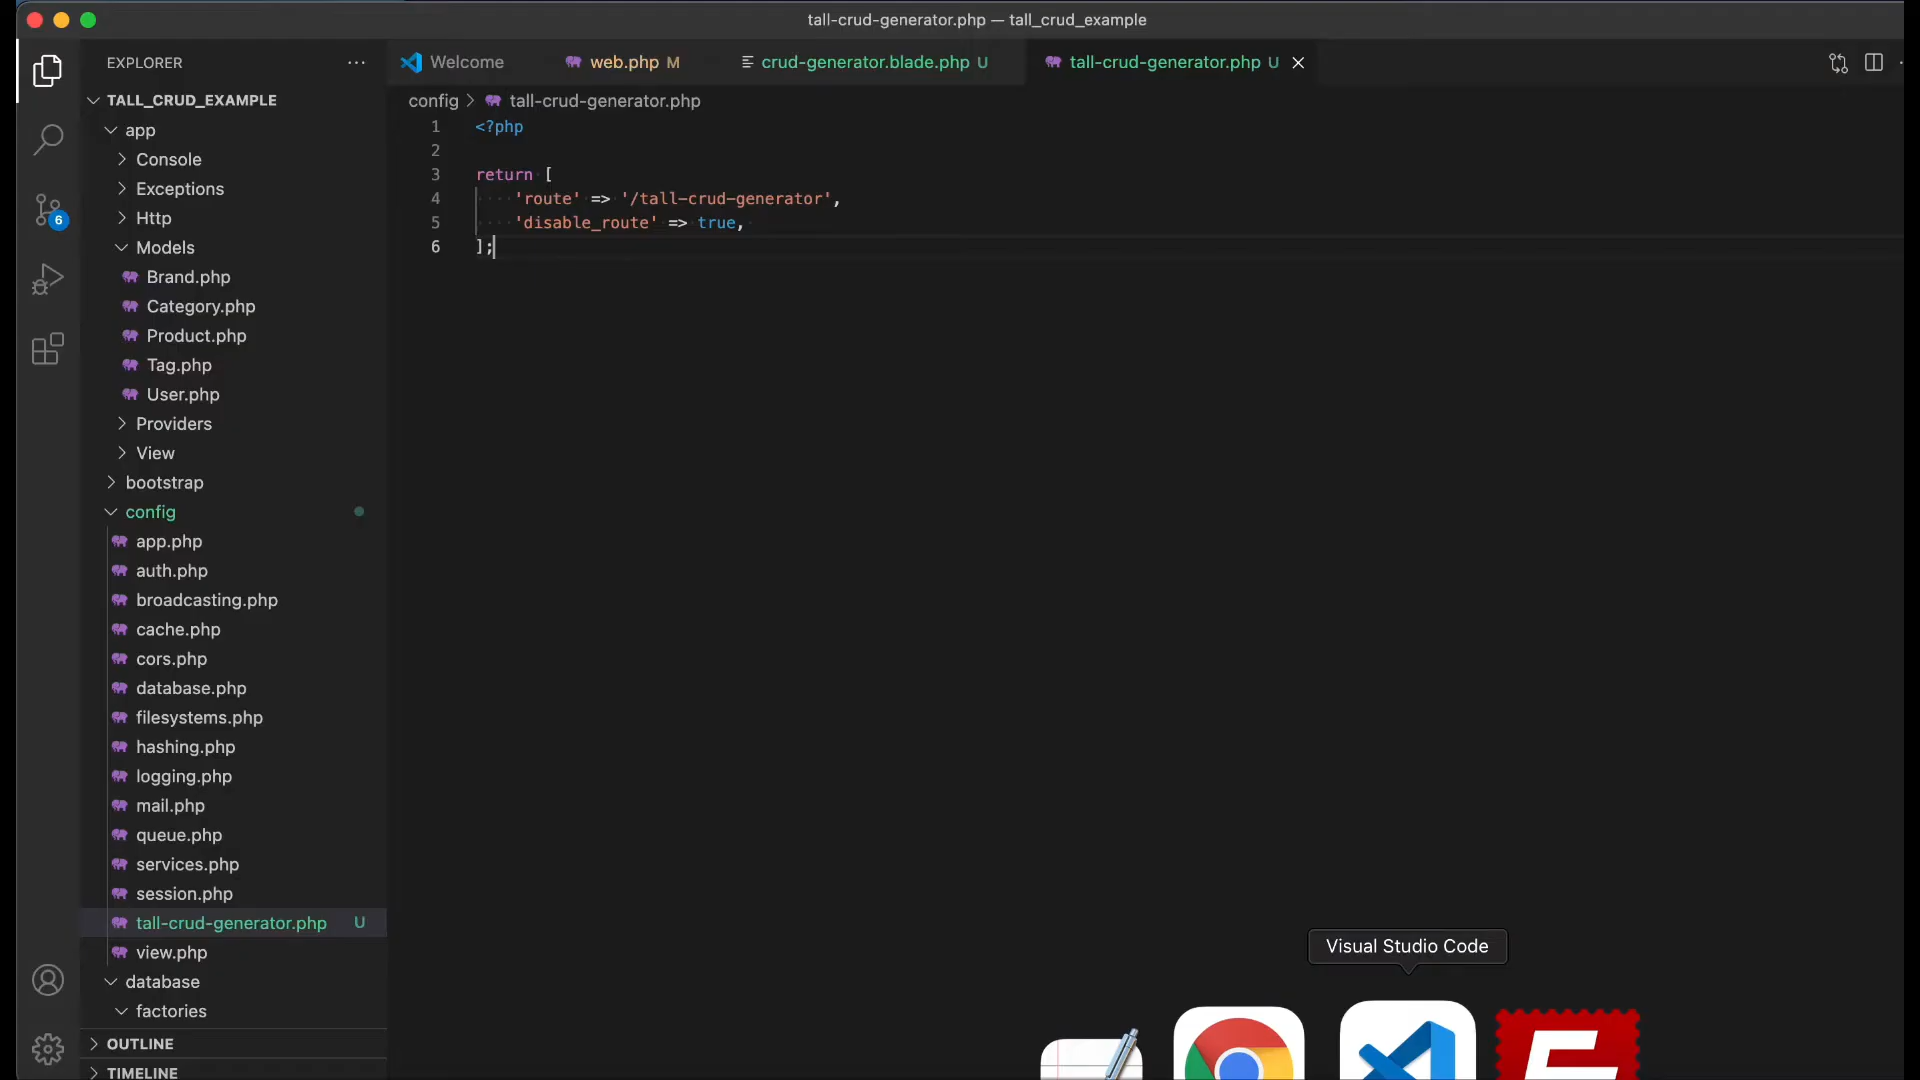 tall-crud-generator.php — tall_crud_example
EXPLORER
Welcome
web.php M
crud-generator.blade.php U
tall-crud-generator.php U
TALL_CRUD_EXAMPLE
app
Console
Exceptions
Http
Models
Brand.php
Category.php
Product.php
Tag.php
User.php
Providers
View
bootstrap
config
app.php
auth.php
broadcasting.php
cache.php
cors.php
database.php
filesystems.php
hashing.php
logging.php
mail.php
queue.php
services.php
session.php
tall-crud-generator.php U
view.php
database
factories
OUTLINE
TIMELINE
6
config > tall-crud-generator.php
1 <?php
2
3 return [
4 'route' => '/tall-crud-generator',
5 'disable_route' => true,
6 ];
Visual Studio Code